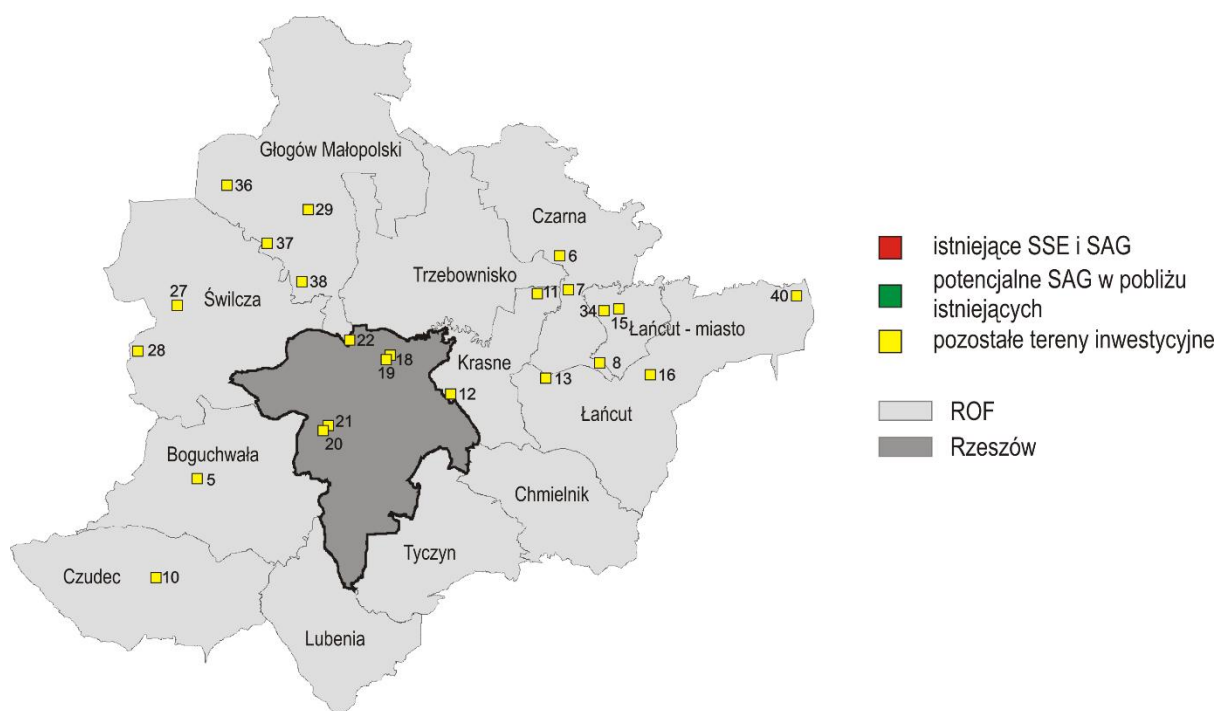 Głogów Małopolski
36
29
Czarna
37
6
Trzebownisko
38
7
11
27
Świlcza
40
34
15
Łańcut - miasto
22
28
18
19
Krasne
8
13
16
12
Łańcut
21
20
Boguchwała
5
Chmielnik
Tyczyn
Czudec
10
Lubenia
istniejące SSE i SAG
potencjalne SAG w pobliżu
istniejących
pozostałe tereny inwestycyjne
ROF
Rzeszów